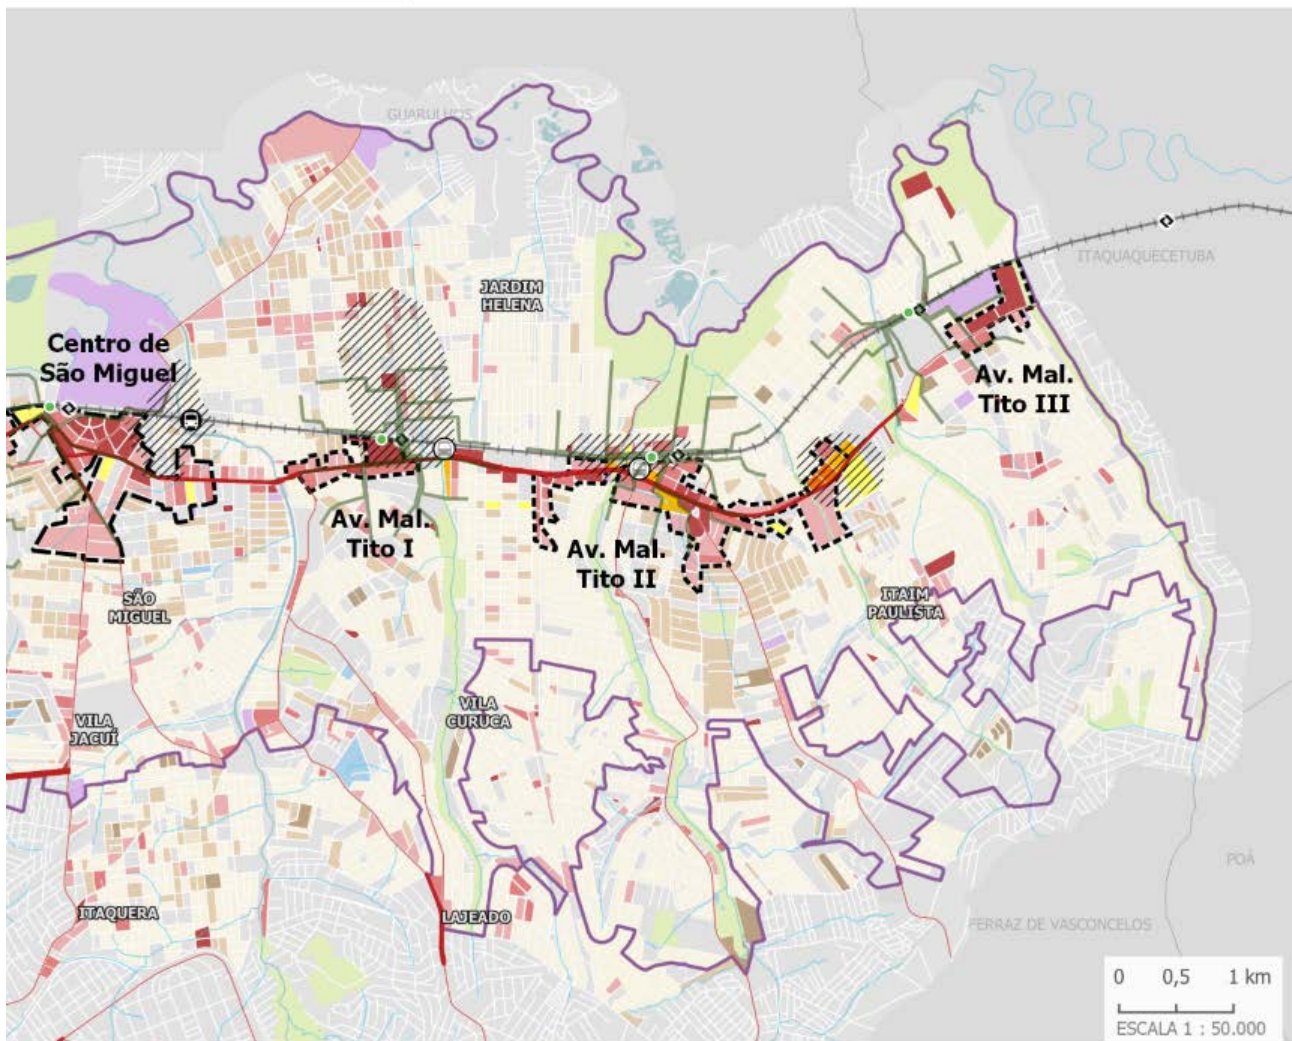 GUARULHOS
ITAQUAQUECETUBA
JARDIM
HELENA
Centro de
São Miguel
Av. Mal.
Tito III
Av. Mal.
Tito I
Av. Mal.
Tito II
SÃO
MIGUEL
ITAIM
PAULISTA
VILA
JACUÍ
VILA
CURUÇA
POÁ
ITAQUERA
LAJEADO
FERRAZ DE VASCONCELOS
0 0,5 1 km
ESCALA 1 : 50.000